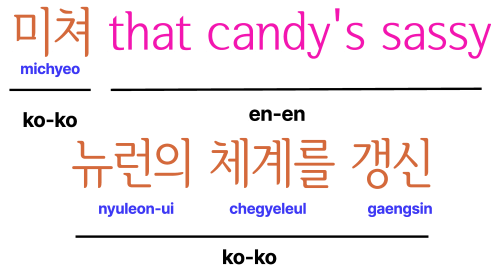 미쳐 that candy's sassy
michyeo
ko-ko en-en
뉴런의 체계를 갱신
nyuleon-ui chegyeleul gaengsin
ko-ko